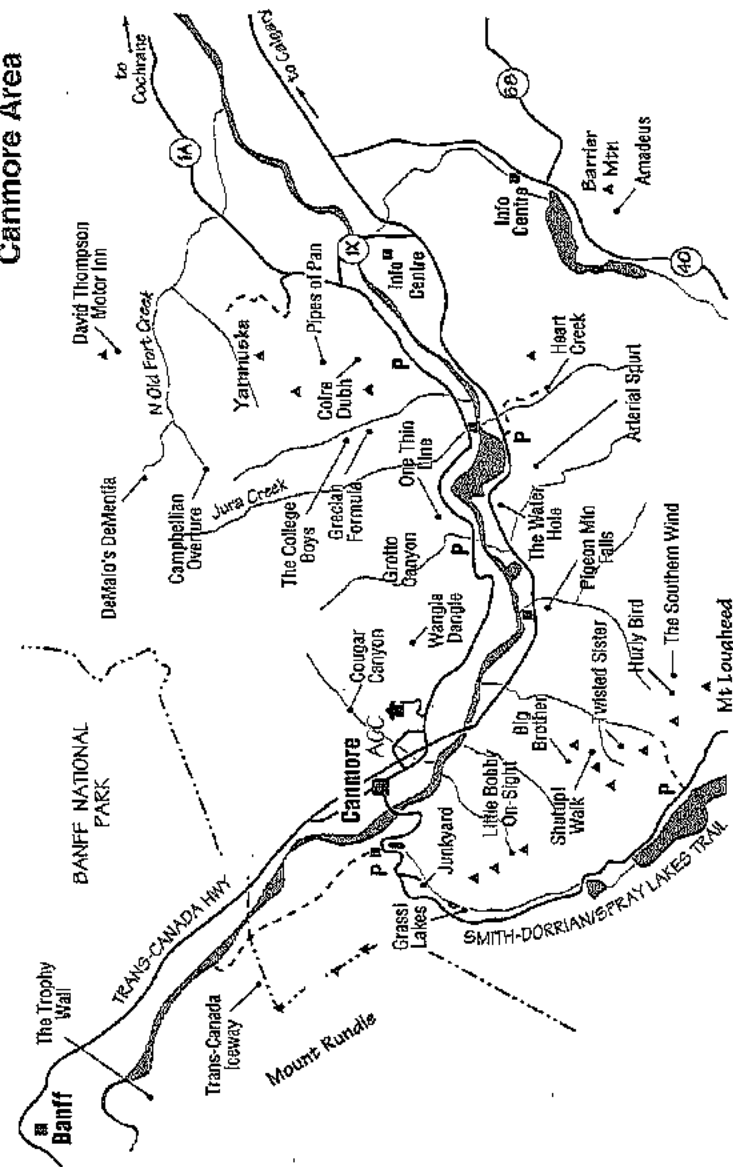 Canmore Area
to
Cochrane
1A
to Calgary
68
David Thompson
Motor Inn
N Old Fort Creek
Yamnuska
Pipes of Pan
1X
Info
Centre
Info
Centre
Barrier
Mtn
Amadeus
40
Coire
Dubh
P
Heart
Creek
DeMaio's DeMentia
Campbellian
Overture
Jura Creek
The College
Boys
Grecian
Formula
One Thin
Line
P
Arterial Spurt
The Water
Hole
Grotto
Canyon
P
Pigeon Mtn
Falls
BANFF NATIONAL
PARK
Cougar
Canyon
Wangle
Dangle
ACC
Canmore
Big
Brother
Twisted Sister
Hurly Bird
The Southern Wind
Mt Lougheed
Little Bobby
On-Sight
Shutup!
Walk
P
Junkyard
P
Grassi
Lakes
SMITH-DORRIAN/SPRAY LAKES TRAIL
TRANS-CANADA HWY
The Trophy
Wall
Banff
Trans-Canada
Iceway
Mount Rundle